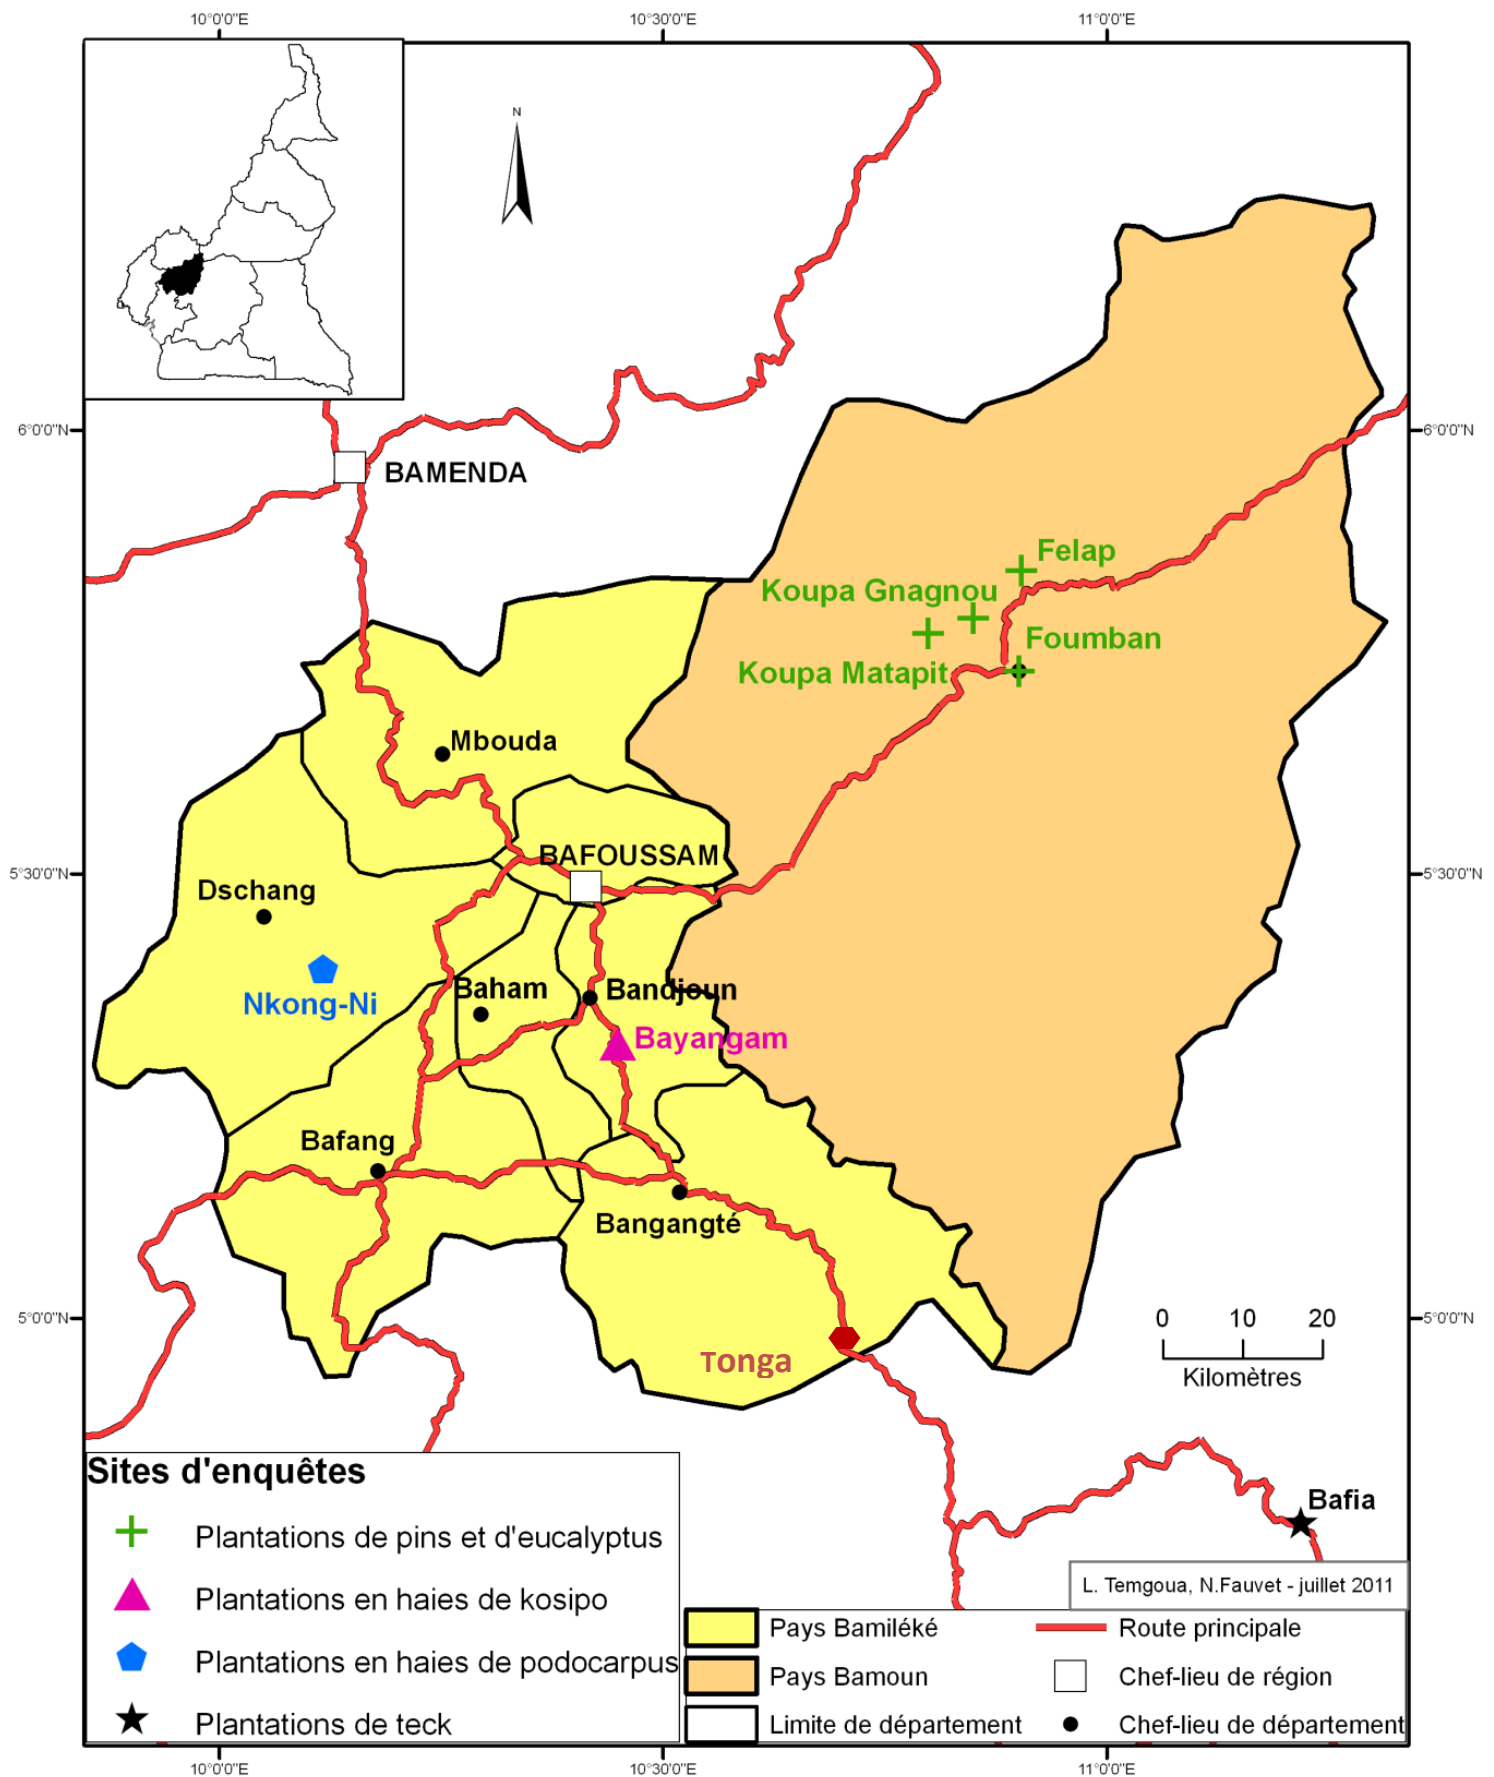 10°0'0"E
10°30'0"E
11°0'0"E
N
6°0'0"N
6°0'0"N
BAMENDA
Felap
Koupa Gnagnou
Foumban
Koupa Matapit
Mbouda
BAFOUSSAM
5°30'0"N
5°30'0"N
Dschang
Nkong-Ni
Baham
Bandjoun
Bayangam
Bafang
Bangangté
5°0'0"N
5°0'0"N
Tonga
0 10 20
Kilomètres
Bafia
Sites d'enquêtes
Plantations de pins et d'eucalyptus
Plantations en haies de kosipo
Plantations en haies de podocarpus
Plantations de teck
L. Temgoua, N.Fauvet - juillet 2011
Pays Bamiléké
Pays Bamoun
Limite de département
Route principale
Chef-lieu de région
Chef-lieu de département
10°0'0"E
10°30'0"E
11°0'0"E